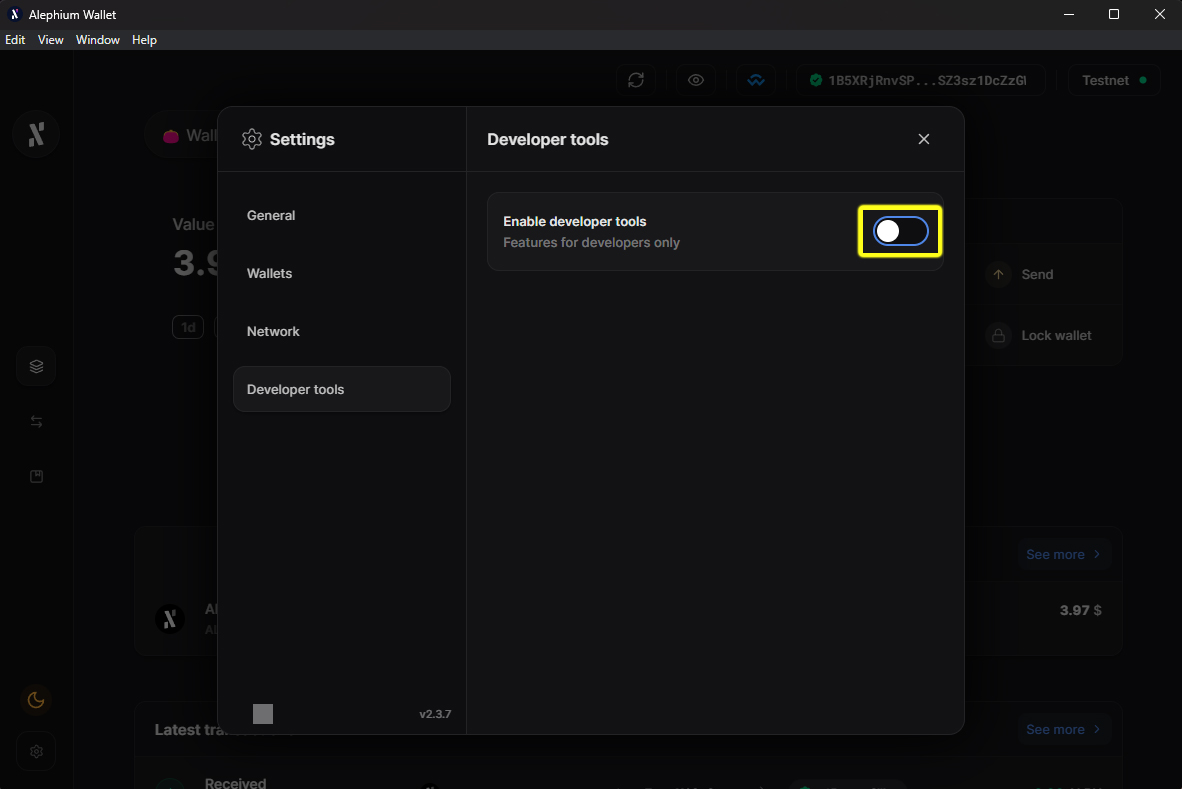 Alephium Wallet
Edit View Window Help
1B5XRjRnvSP...SZ3sz1DcZzG
Testnet
Wall
Settings
Developer tools
General
Wallets
Network
Developer tools
v2.3.7
Enable developer tools
Features for developers only
Value
3.9
1d
Send
Lock wallet
See more
Al
3.97 $
Latest tra
See more
Received